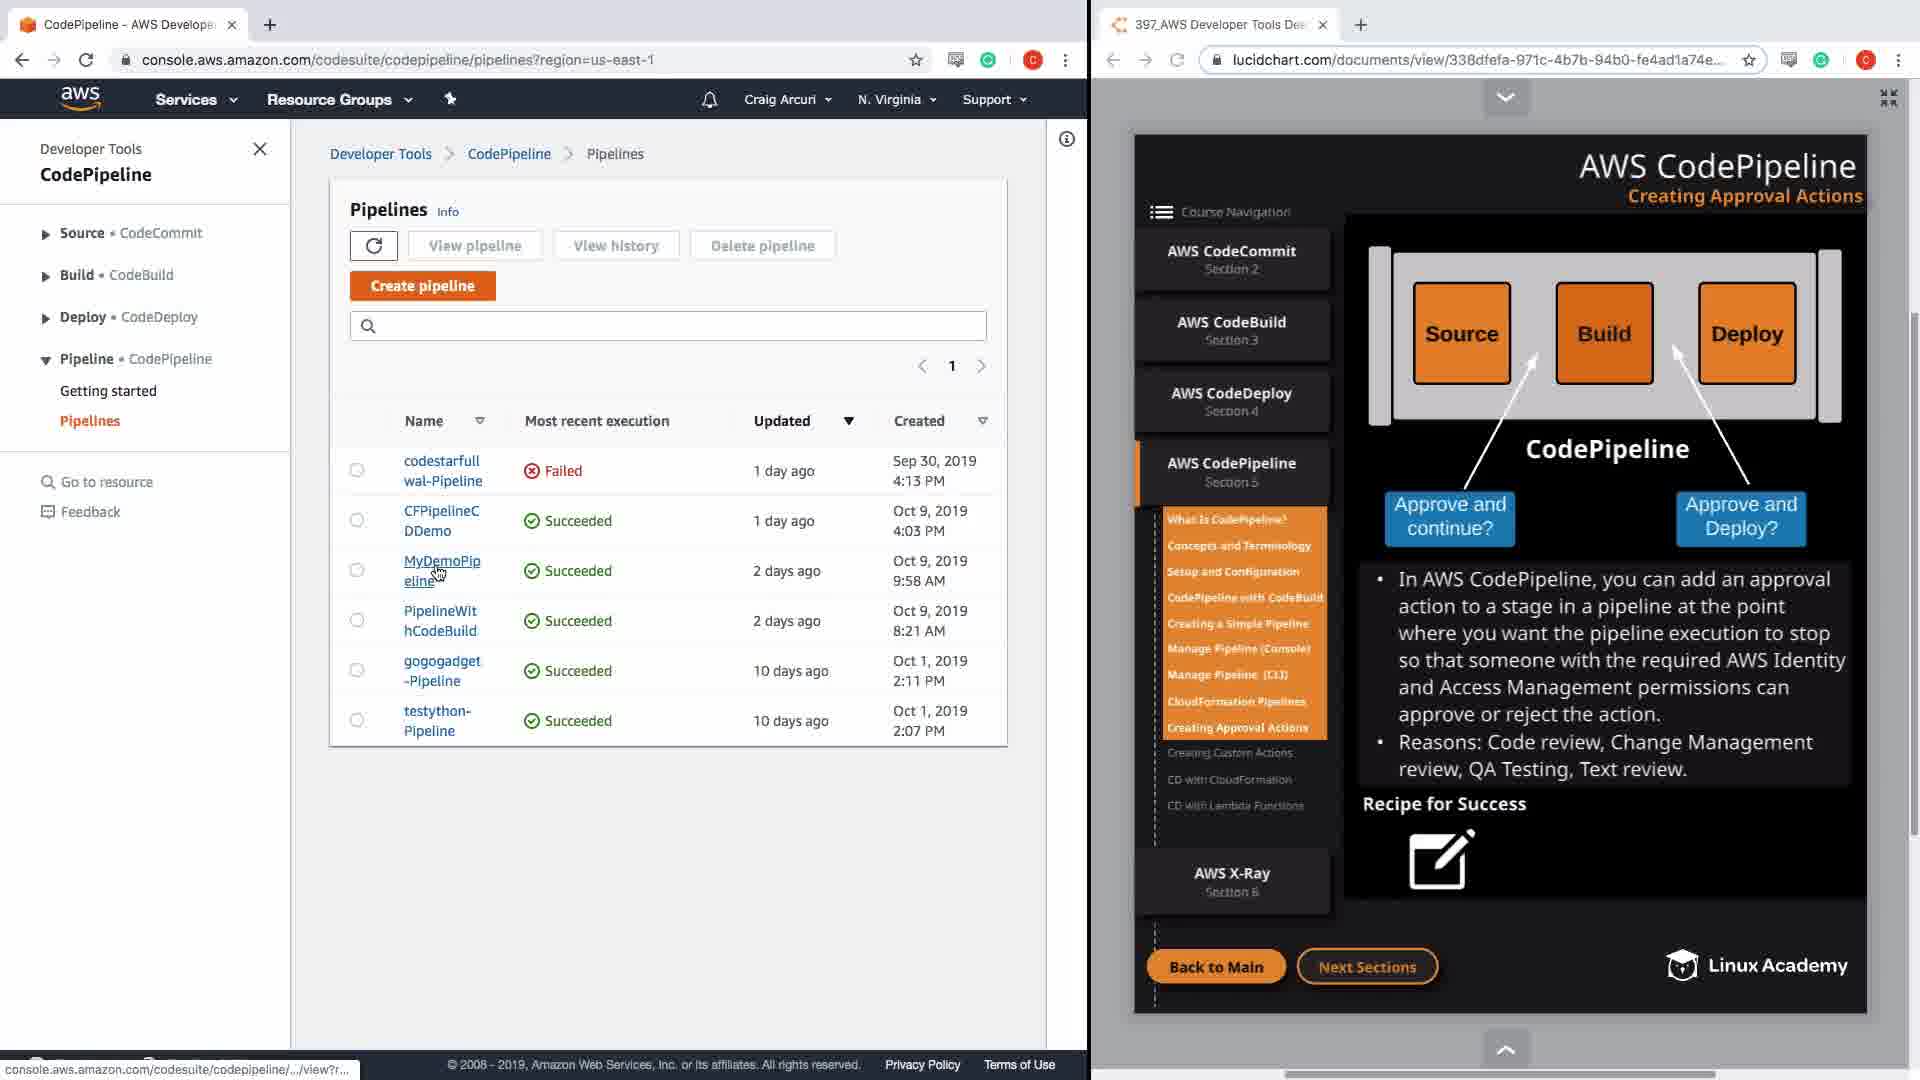 CodePipeline - AWS Develope
console.aws.amazon.com/codesuite/codepipeline/pipelines?region=us-east-1
C
aws
Services
Resource Groups
Craig Arcuri
N. Virginia
Support
Developer Tools
CodePipeline
Source • CodeCommit
Build • CodeBuild
Deploy • CodeDeploy
Pipeline • CodePipeline
Getting started
Pipelines
Go to resource
Feedback
Developer Tools
CodePipeline
Pipelines
Pipelines Info
View pipeline
View history
Delete pipeline
Create pipeline
1
Name
Most recent execution
Updated
Created
codestarfull
wal-Pipeline
Failed
1 day ago
Sep 30, 2019
4:13 PM
CFPipelineC
DDemo
Succeeded
1 day ago
Oct 9, 2019
4:03 PM
MyDemoPip
eline
Succeeded
2 days ago
Oct 9, 2019
9:58 AM
PipelineWit
hCodeBuild
Succeeded
2 days ago
Oct 9, 2019
8:21 AM
gogogadget
-Pipeline
Succeeded
10 days ago
Oct 1, 2019
2:11 PM
testython-
Pipeline
Succeeded
10 days ago
Oct 1, 2019
2:07 PM
console.aws.amazon.com/codesuite/codepipeline/.../view?r...
© 2008 - 2019, Amazon Web Services, Inc. or its affiliates. All rights reserved.
Privacy Policy
Terms of Use
397_AWS Developer Tools Dee
lucidchart.com/documents/view/338dfefa-971c-4b7b-94b0-fe4ad1a74e...
C
AWS CodePipeline
Creating Approval Actions
Course Navigation
AWS CodeCommit
Section 2
AWS CodeBuild
Section 3
AWS CodeDeploy
Section 4
AWS CodePipeline
Section 5
What Is CodePipeline?
Concepts and Terminology
Setup and Configuration
CodePipeline with CodeBuild
Creating a Simple Pipeline
Manage Pipeline (Console)
Manage Pipeline (CLI)
CloudFormation Pipelines
Creating Approval Actions
Creating Custom Actions
CD with CloudFormation
CD with Lambda Functions
AWS X-Ray
Section 6
Back to Main
Next Sections
Source
Build
Deploy
CodePipeline
Approve and
continue?
Approve and
Deploy?
• In AWS CodePipeline, you can add an approval
action to a stage in a pipeline at the point
where you want the pipeline execution to stop
so that someone with the required AWS Identity
and Access Management permissions can
approve or reject the action.
• Reasons: Code review, Change Management
review, QA Testing, Text review.
Recipe for Success
Linux Academy